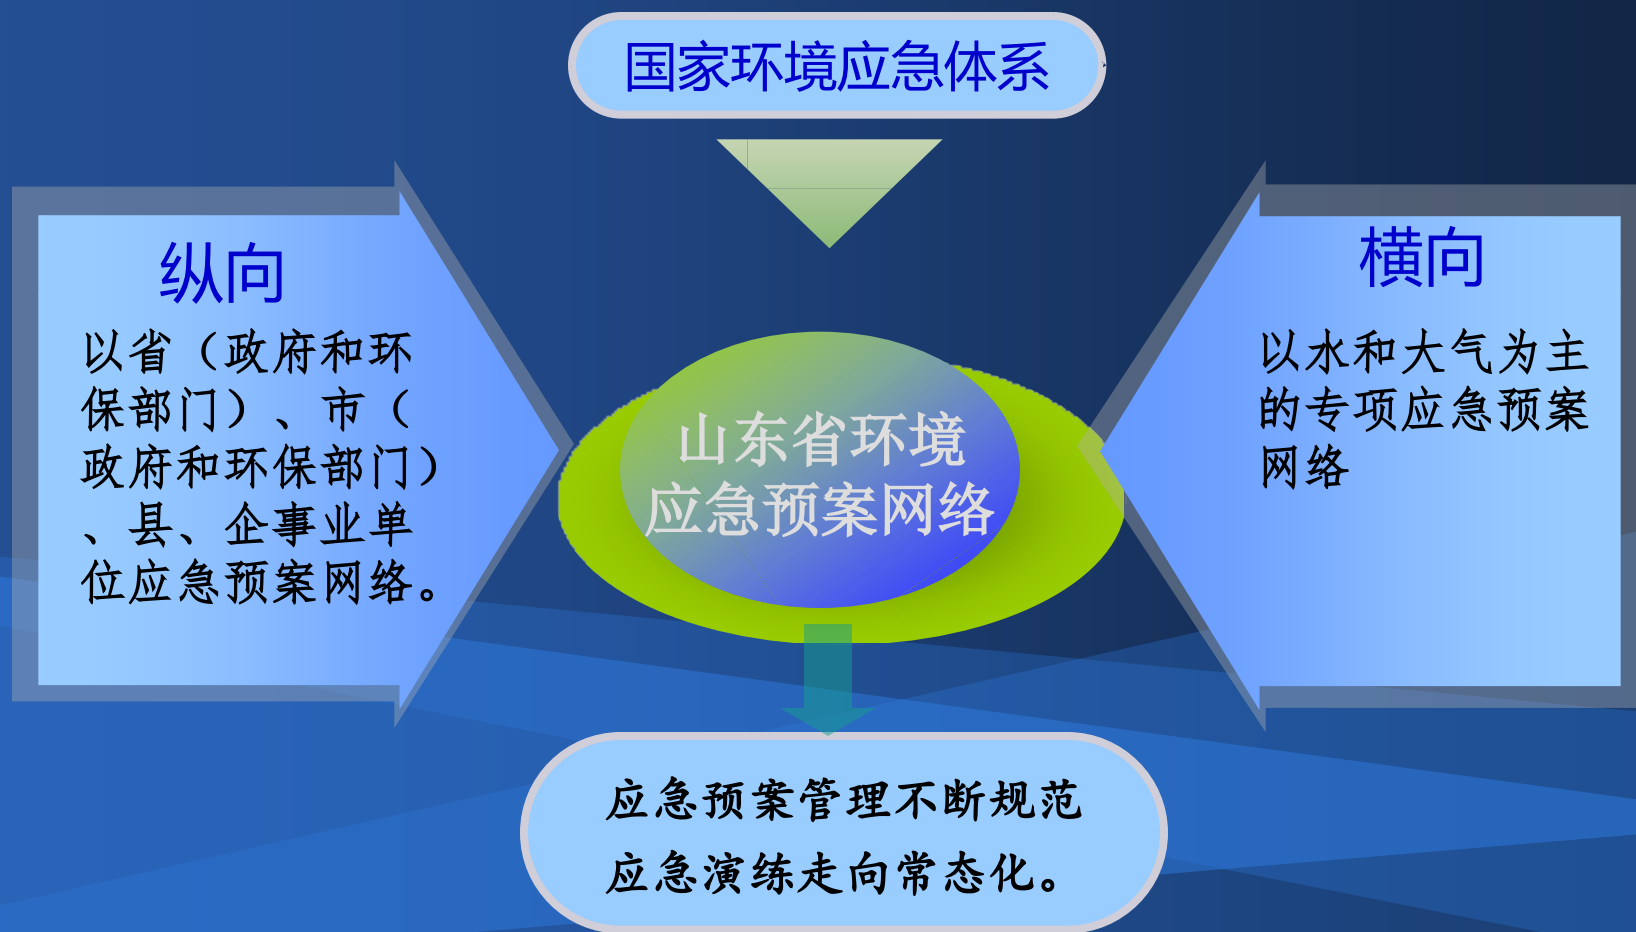 国家环境应急体系
纵向
以省（政府和环
保部门）、市（
政府和环保部门）
、县、企事业单
位应急预案网络。
山东省环境
应急预案网络
横向
以水和大气为主
的专项应急预案
网络
应急预案管理不断规范
应急演练走向常态化。